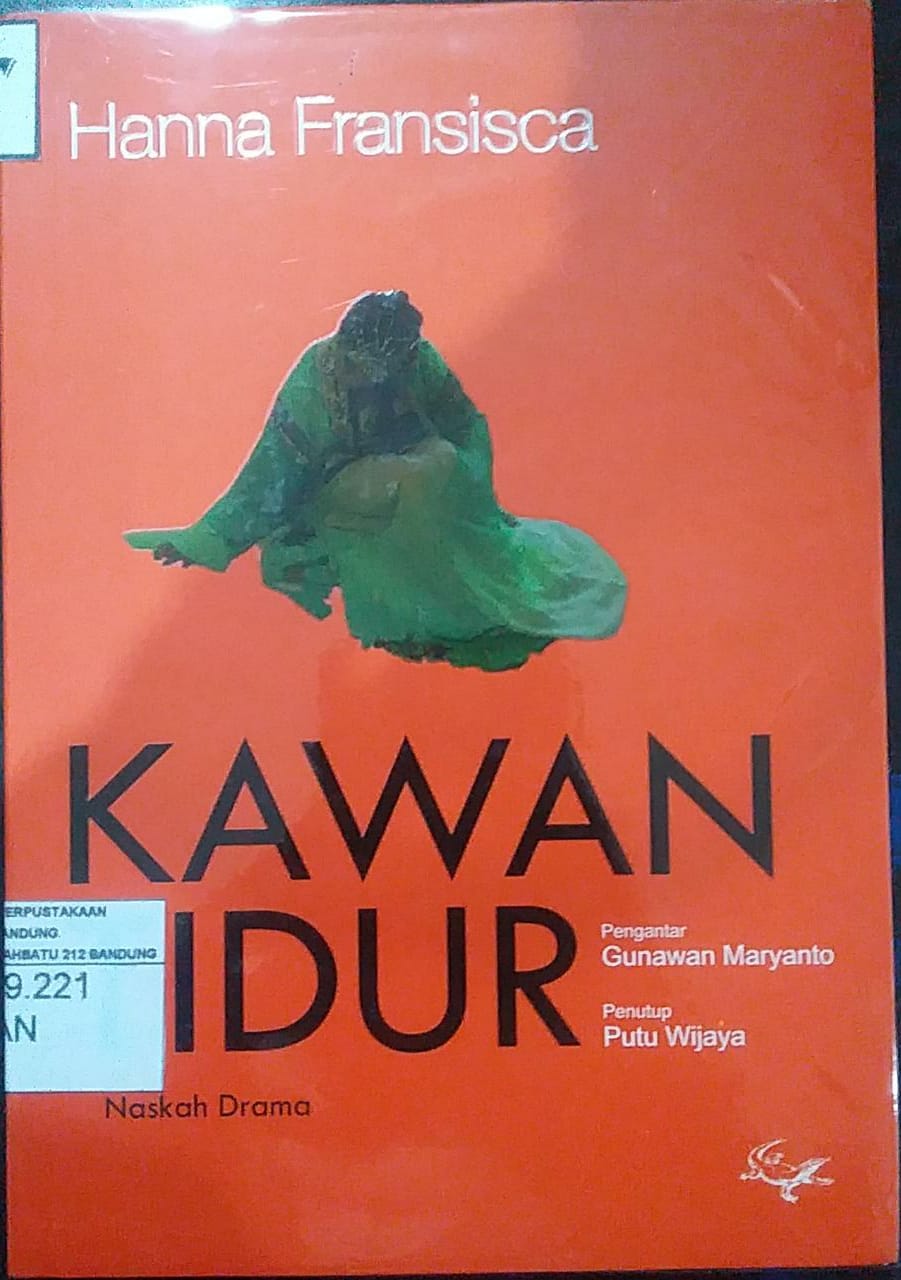 Hanna Fransisca
KAWAN
IDUR
Pengantar
Gunawan Maryanto
Penutup
Putu Wijaya
ERPUSTAKAAN
ANDUNG
AHBATU 212 BANDUNG
9.221
AN
Naskah Drama